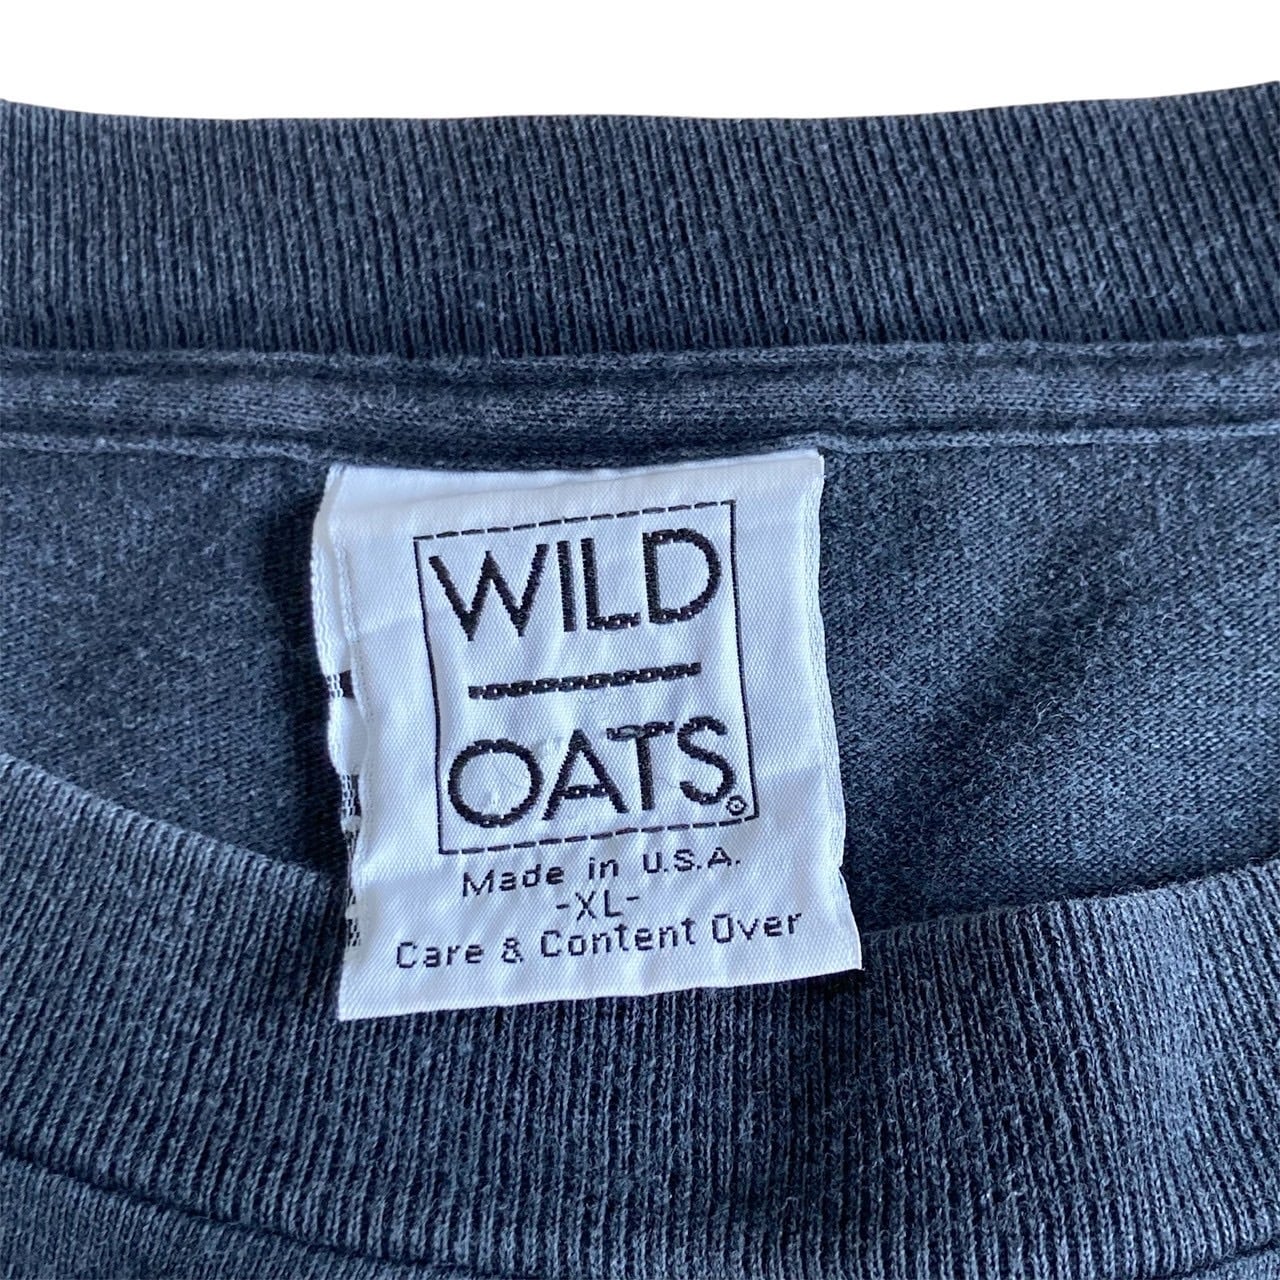 WILD
OATS®
Made in U.S.A.
-XL-
Care & Content Over